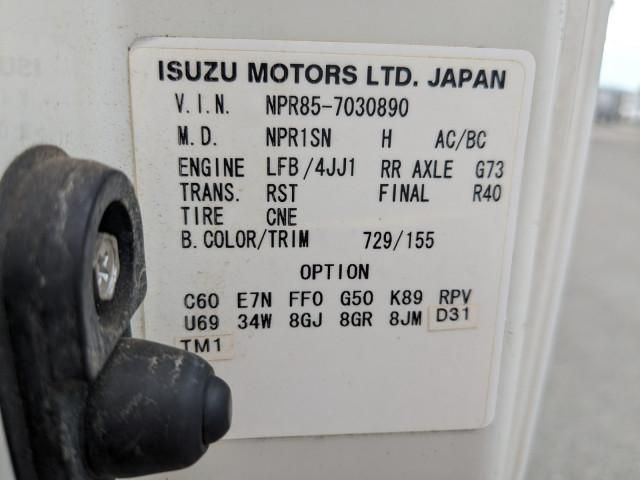 ISUZU MOTORS LTD. JAPAN
V.I.N. NPR85-7030890
M.D. NPR1SN H AC/BC
ENGINE LFB/4JJ1 RR AXLE G73
TRANS. RST FINAL R40
TIRE CNE
B.COLOR/TRIM 729/155
OPTION
C60 E7N FF0 G50 K89 RPV
U69 34W 8GJ 8GR 8JM D31
TM1